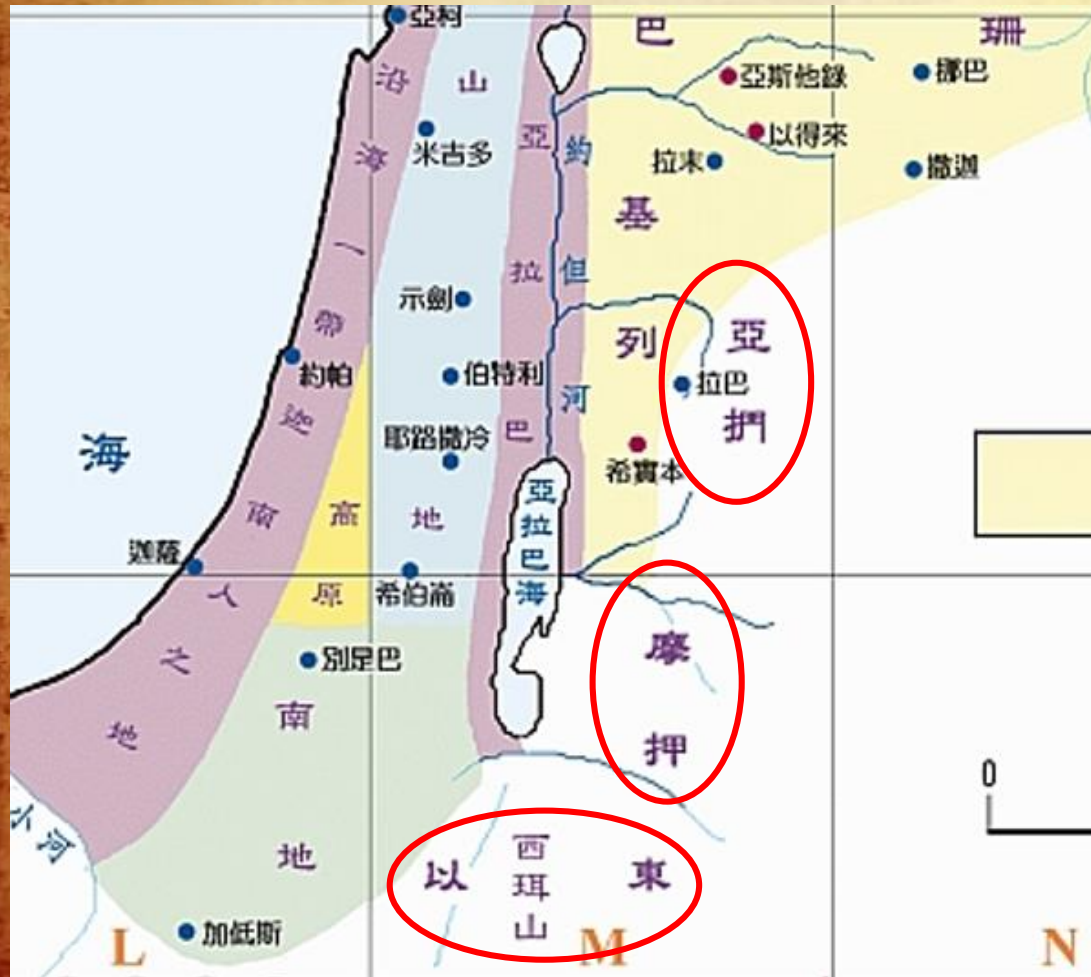 亞柯
巴珊
沿海一帶迦南人之地
山地
亞拉巴
約但河
亞斯他錄
挪巴
以得來
米吉多
拉末
撒迦
基列
示劍
亞捫
約帕
伯特利
拉巴
海
耶路撒冷
希實本
高原
亞拉巴海
迦薩
希伯崙
摩押
別是巴
南地
0
小河
以東
西珥山
加低斯
L
M
N